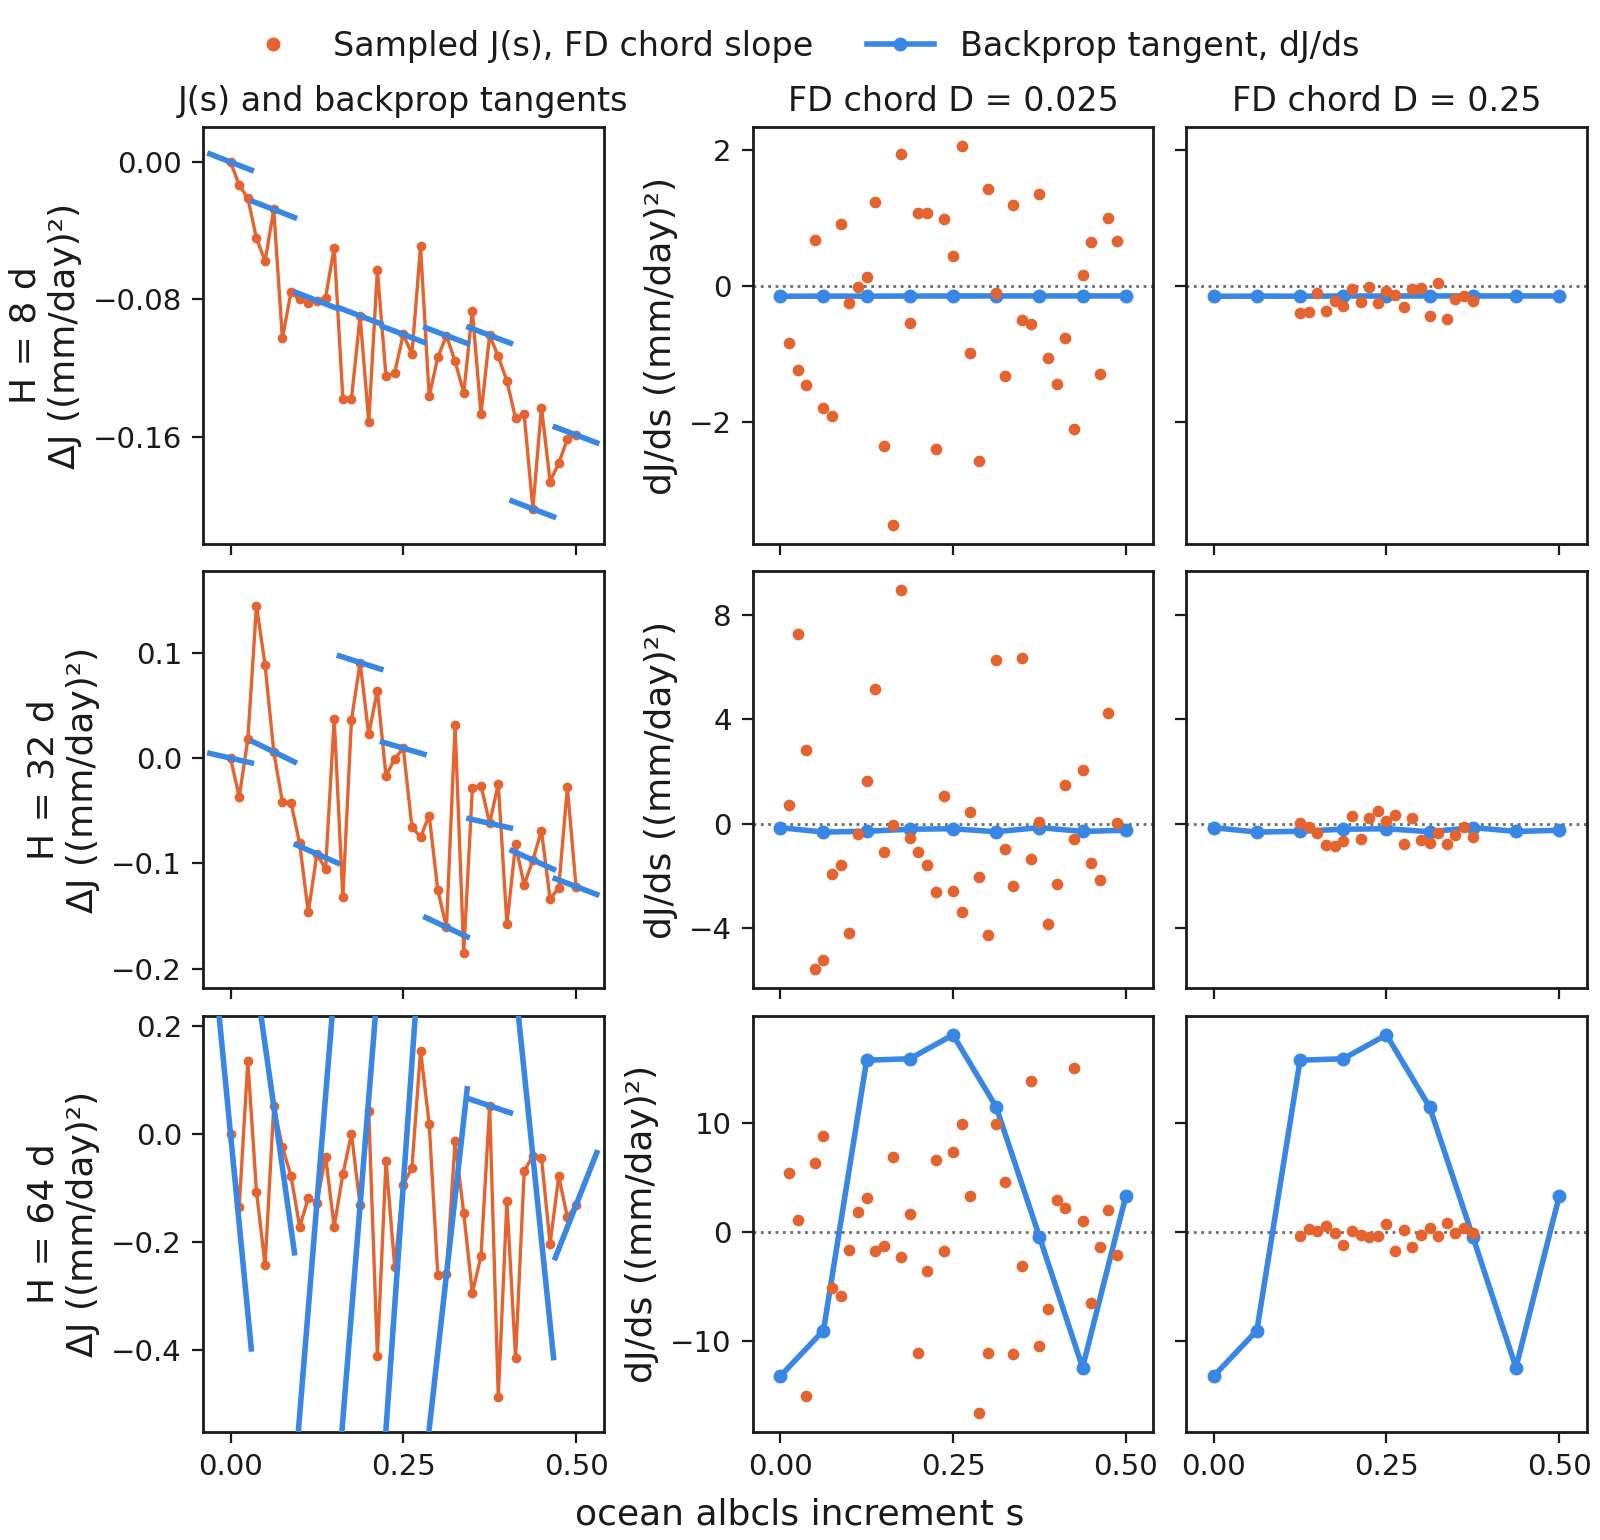 Sampled J(s), FD chord slope
Backprop tangent, dJ/ds
J(s) and backprop tangents
FD chord D = 0.025
FD chord D = 0.25
H = 8 d
ΔJ ((mm/day)²)
0.00
−0.08
−0.16
dJ/ds ((mm/day)²)
2
0
−2
H = 32 d
ΔJ ((mm/day)²)
0.1
0.0
−0.1
−0.2
dJ/ds ((mm/day)²)
8
4
0
−4
H = 64 d
ΔJ ((mm/day)²)
0.2
0.0
−0.2
−0.4
dJ/ds ((mm/day)²)
10
0
−10
0.00 0.25 0.50
0.00 0.25 0.50
0.00 0.25 0.50
ocean albcls increment s